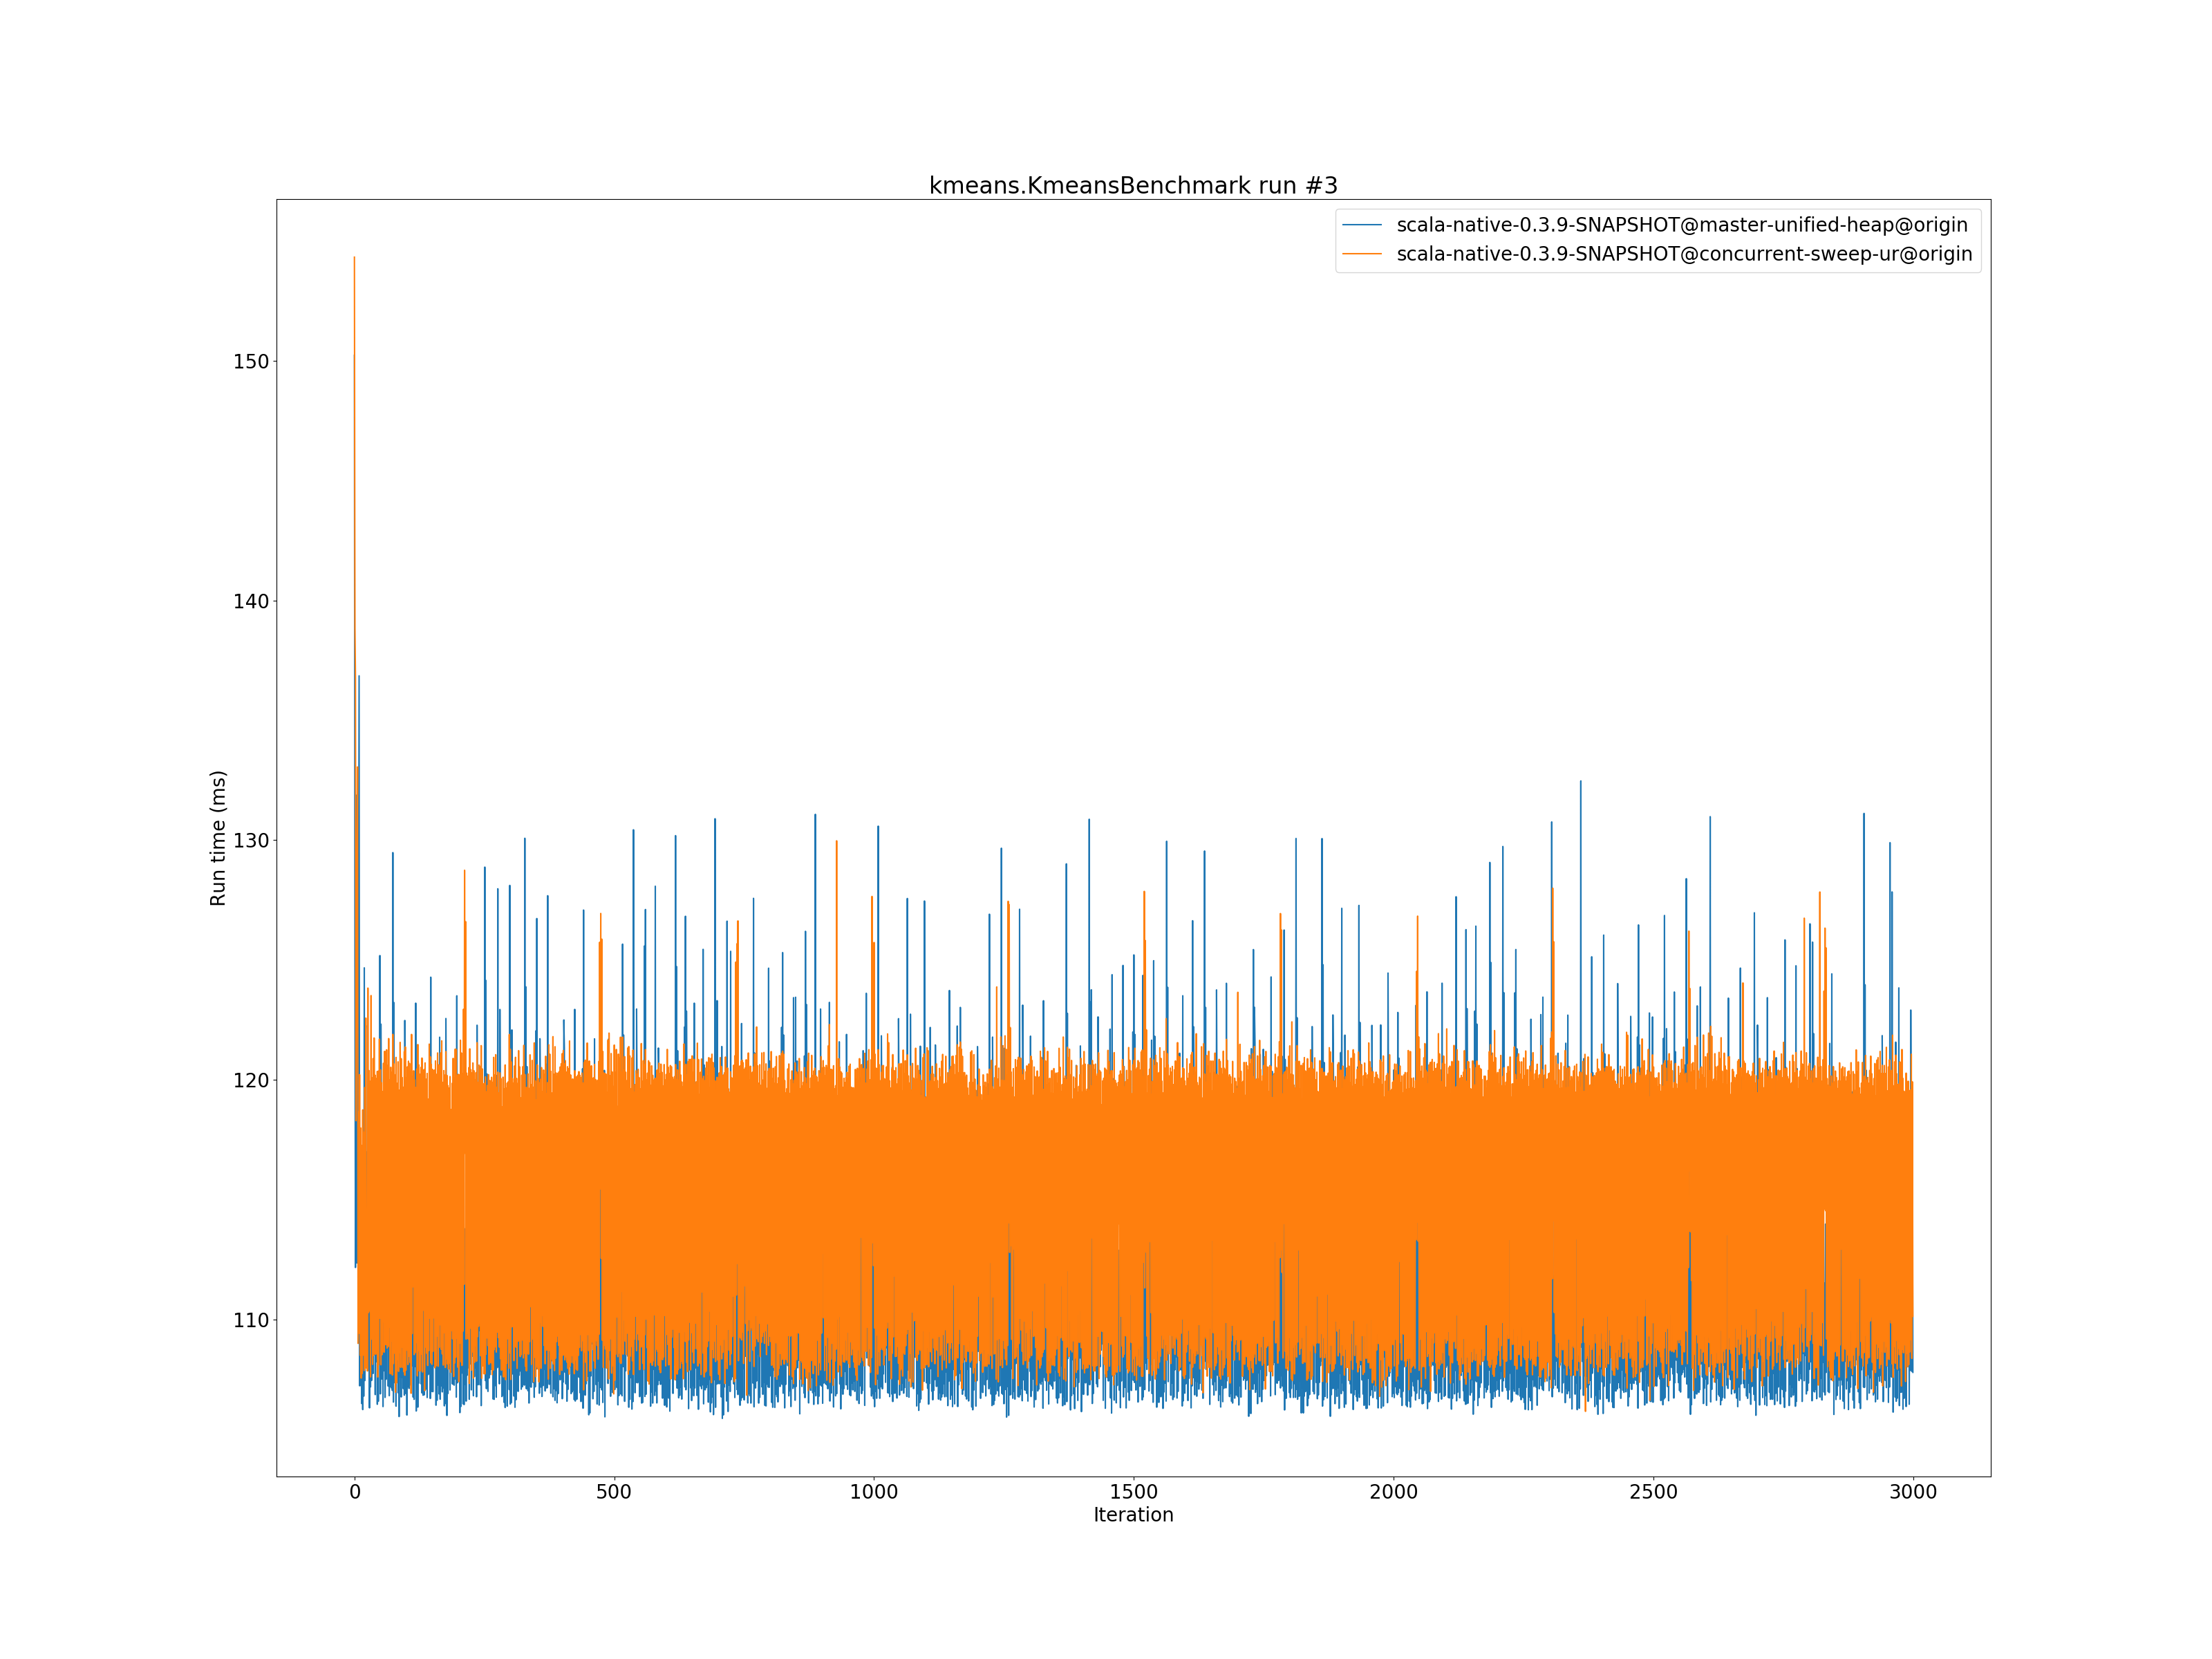 kmeans.KmeansBenchmark run #3
scala-native-0.3.9-SNAPSHOT@master-unified-heap@origin
scala-native-0.3.9-SNAPSHOT@concurrent-sweep-ur@origin
Run time (ms)
150
140
130
120
110
0 500 1000 1500 2000 2500 3000
Iteration